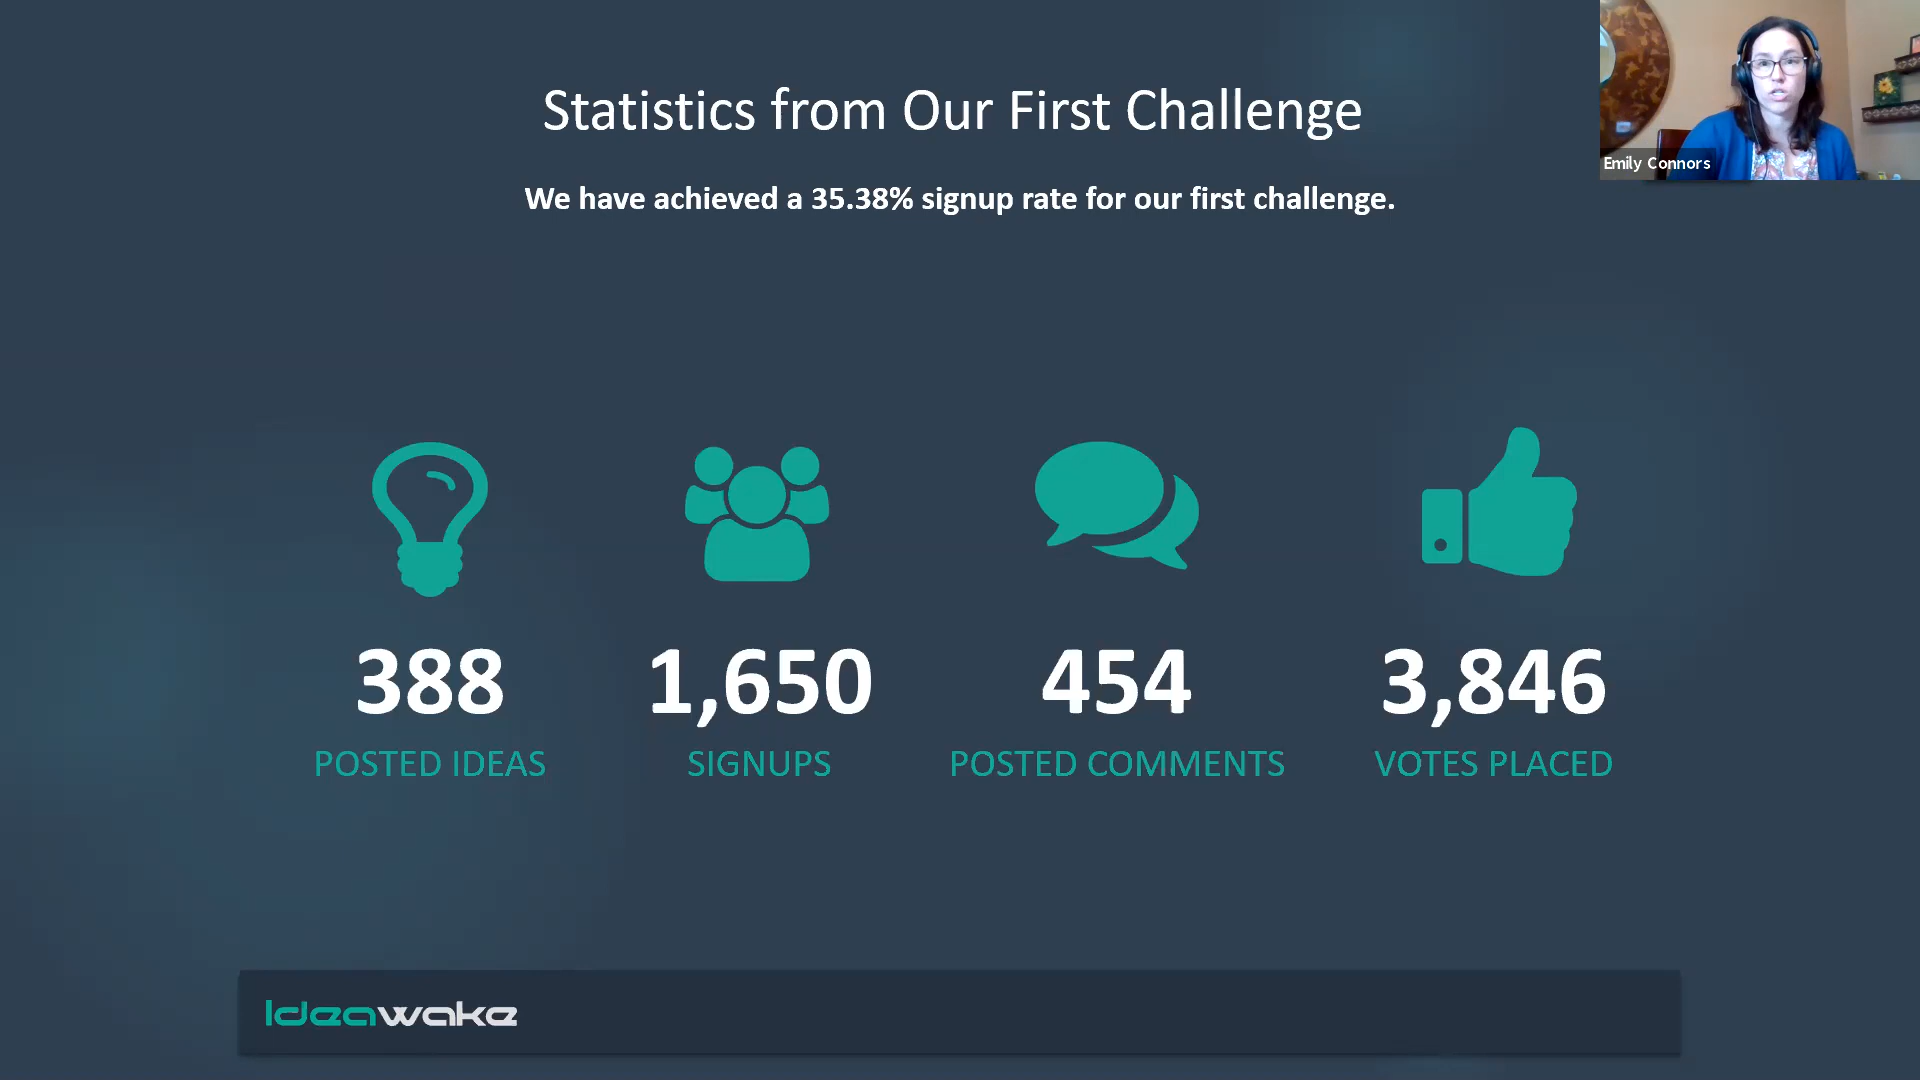 Statistics from Our First Challenge
Emily Connors
We have achieved a 35.38% signup rate for our first challenge.
388
1,650
454
3,846
POSTED IDEAS
SIGNUPS
POSTED COMMENTS
VOTES PLACED
Ideawake